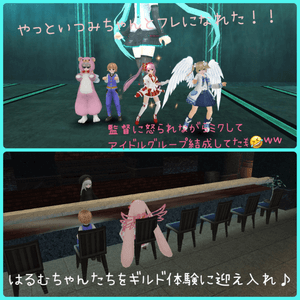 やっといつみちゃんとフレになれた！！
監督に怒られながらミクして
アイドルグループ結成してた🤣ww
はるむちゃんたちをギルド体験に迎え入れ♪